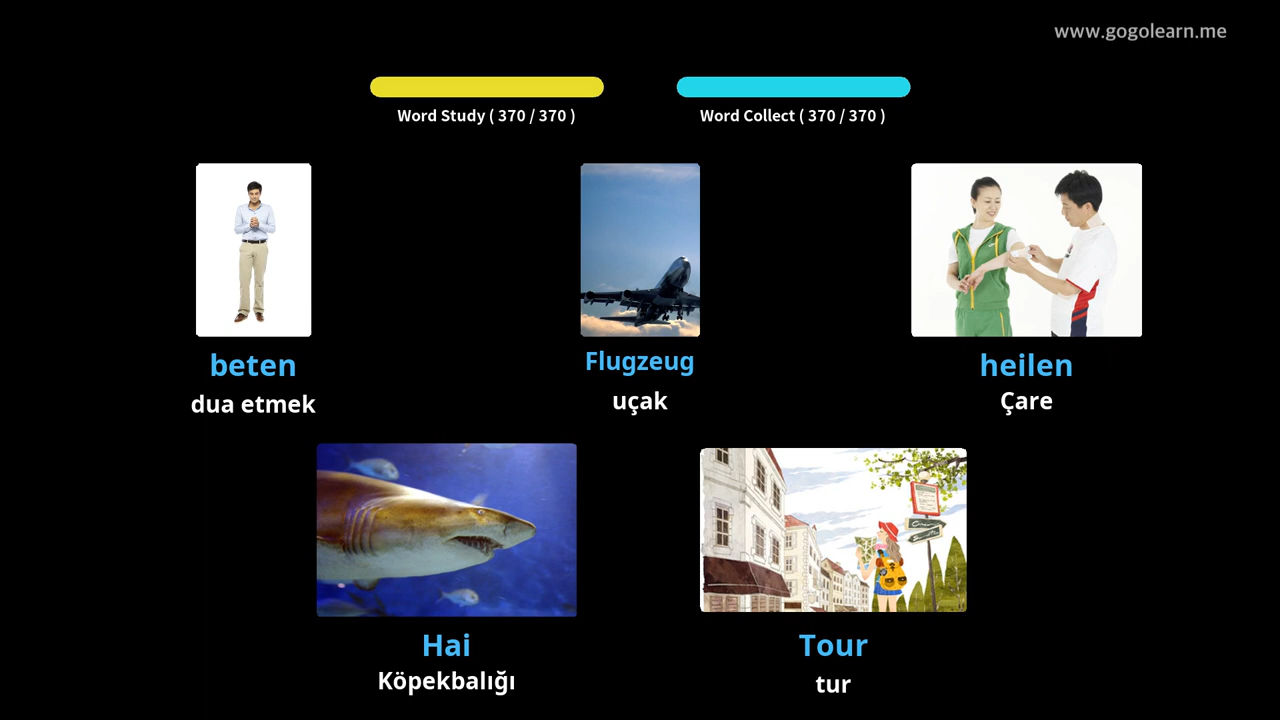 www.gogolearn.me
Word Study ( 370 / 370 )
Word Collect ( 370 / 370 )
beten
dua etmek
Flugzeug
uçak
heilen
Çare
Hai
Köpekbalığı
Tour
tur